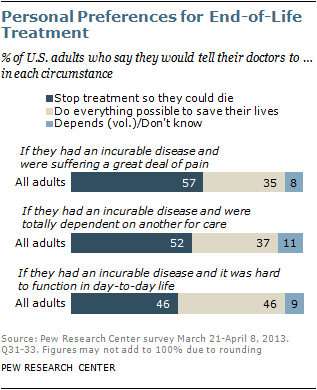 Personal Preferences for End-of-Life
Treatment
% of U.S. adults who say they would tell their doctors to ...
in each circumstance
Stop treatment so they could die
Do everything possible to save their lives
Depends (vol.)/Don't know
If they had an incurable disease and
were suffering a great deal of pain
All adults 57 35 8
If they had an incurable disease and were
totally dependent on another for care
All adults 52 37 11
If they had an incurable disease and it was hard
to function in day-to-day life
All adults 46 46 9
Source: Pew Research Center survey March 21-April 8, 2013.
Q31-33. Figures may not add to 100% due to rounding
PEW RESEARCH CENTER